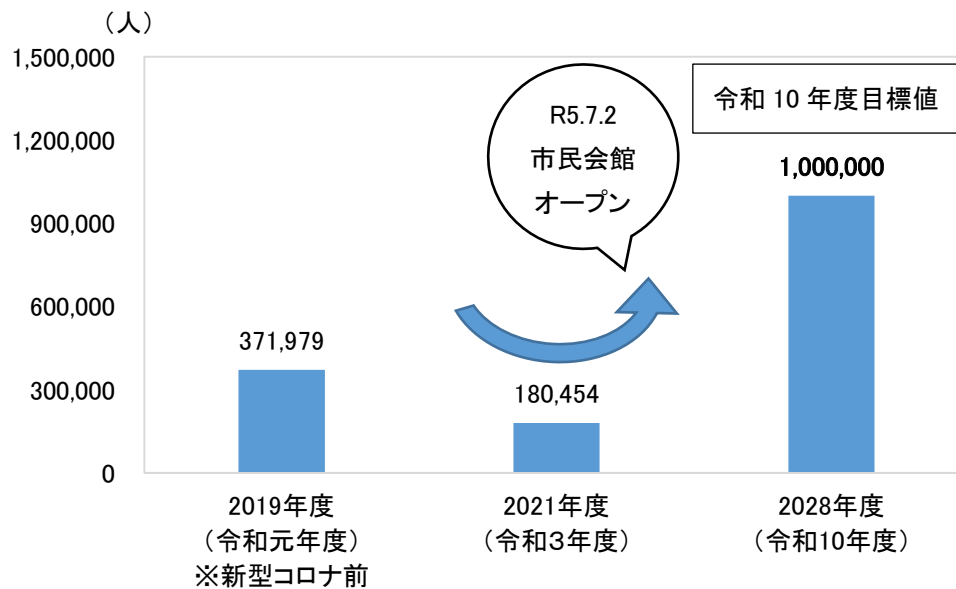 （人）
1,500,000
1,200,000
900,000
600,000
300,000
0
R5.7.2
市民会館
オープン
令和 10 年度目標値
1,000,000
371,979
180,454
2019年度
（令和元年度）
※新型コロナ前
2021年度
（令和３年度）
2028年度
（令和10年度）